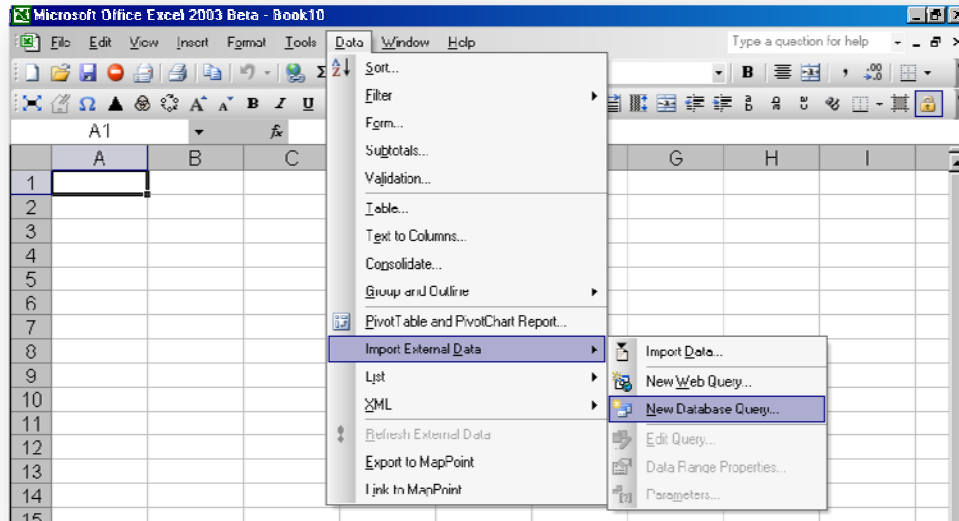 Microsoft Office Excel 2003 Beta - Book10
File Edit View Insert Format Tools Data Window Help Type a question for help
B
A A B I U
A1 fx
A B C G H I
Sort...
Filter
Form...
Subtotals...
Validation...
Table...
Text to Columns...
Consolidate...
Group and Outline
PivotTable and PivotChart Report...
Import External Data
List
XML
Refresh External Data
Export to MapPoint
Link to MapPoint
Import Data...
New Web Query...
New Database Query...
Edit Query...
Data Range Properties...
Parameters...
1
2
3
4
5
6
7
8
9
10
11
12
13
14
15